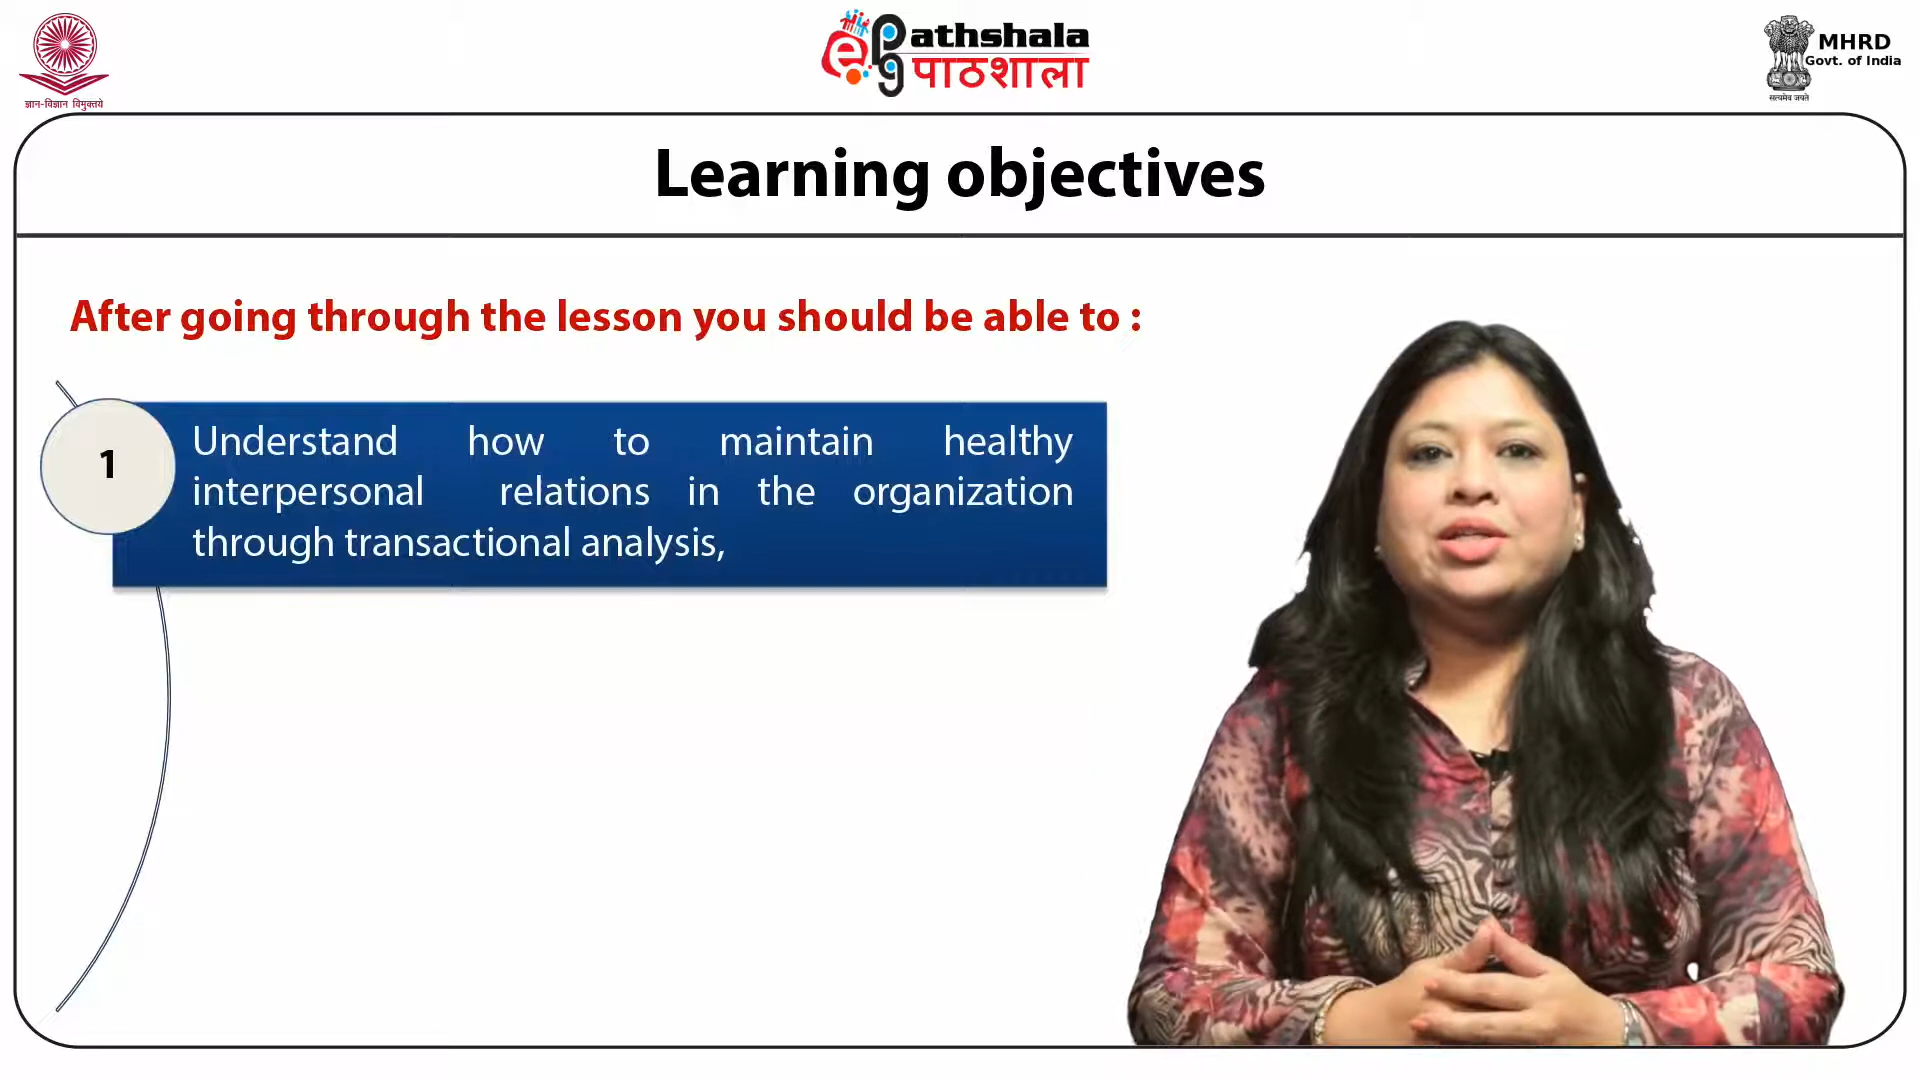 ज्ञान-विज्ञान विमुक्तये
e Pg athshala
पाठशाला
MHRD
Govt. of India
सत्यमेव जयते
Learning objectives
After going through the lesson you should be able to :
1
Understand how to maintain healthy
interpersonal relations in the organization
through transactional analysis,